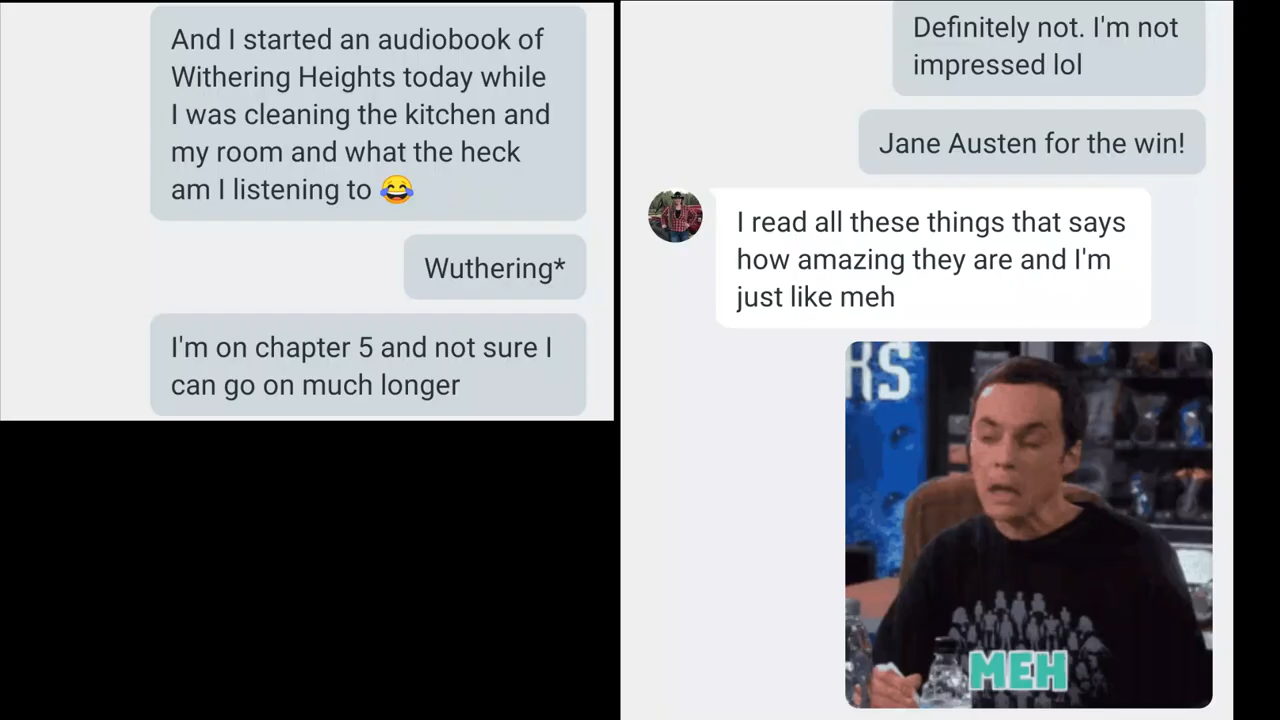 And I started an audiobook of
Withering Heights today while
I was cleaning the kitchen and
my room and what the heck
am I listening to 😂
Wuthering*
I'm on chapter 5 and not sure I
can go on much longer
Definitely not. I'm not
impressed lol
Jane Austen for the win!
I read all these things that says
how amazing they are and I'm
just like meh
RS
MEH